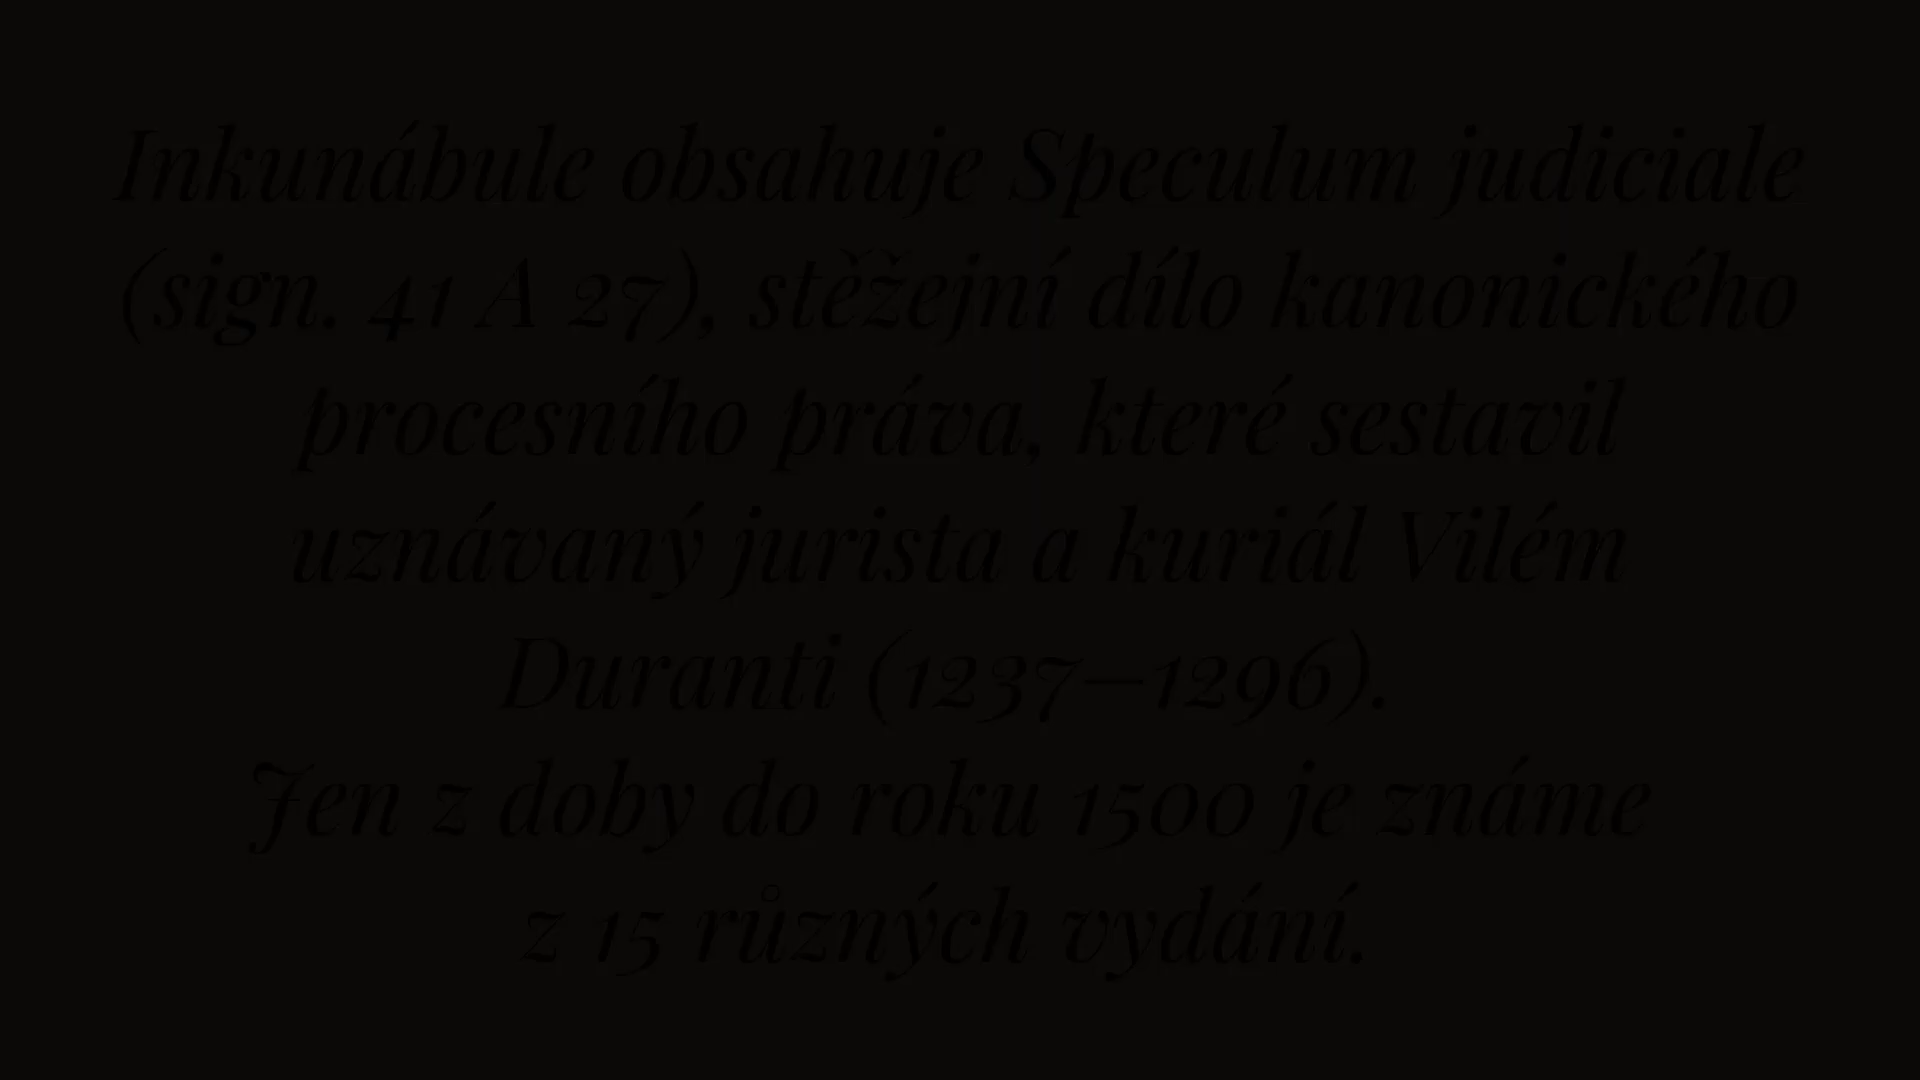 Inkunábule obsahuje Speculum judiciale
(sign. 41 A 27), stěžejní dílo kanonického
procesního práva, které sestavil
uznávaný jurista a kuriál Vilém
Duranti (1237–1296).
Jen z doby do roku 1500 je známe
z 15 různých vydání.